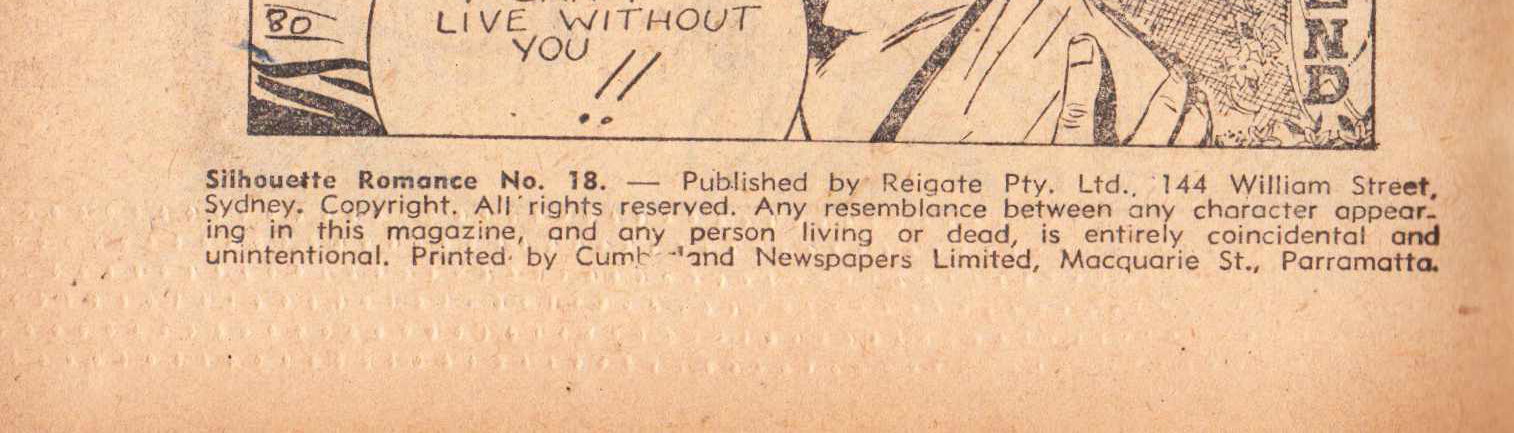 80
LIVE WITHOUT
YOU !!
END
Silhouette Romance No. 18. — Published by Reigate Pty. Ltd., 144 William Street,
Sydney. Copyright. All rights reserved. Any resemblance between any character appear-
ing in this magazine, and any person living or dead, is entirely coincidental and
unintentional. Printed by Cumberland Newspapers Limited, Macquarie St., Parramatta.